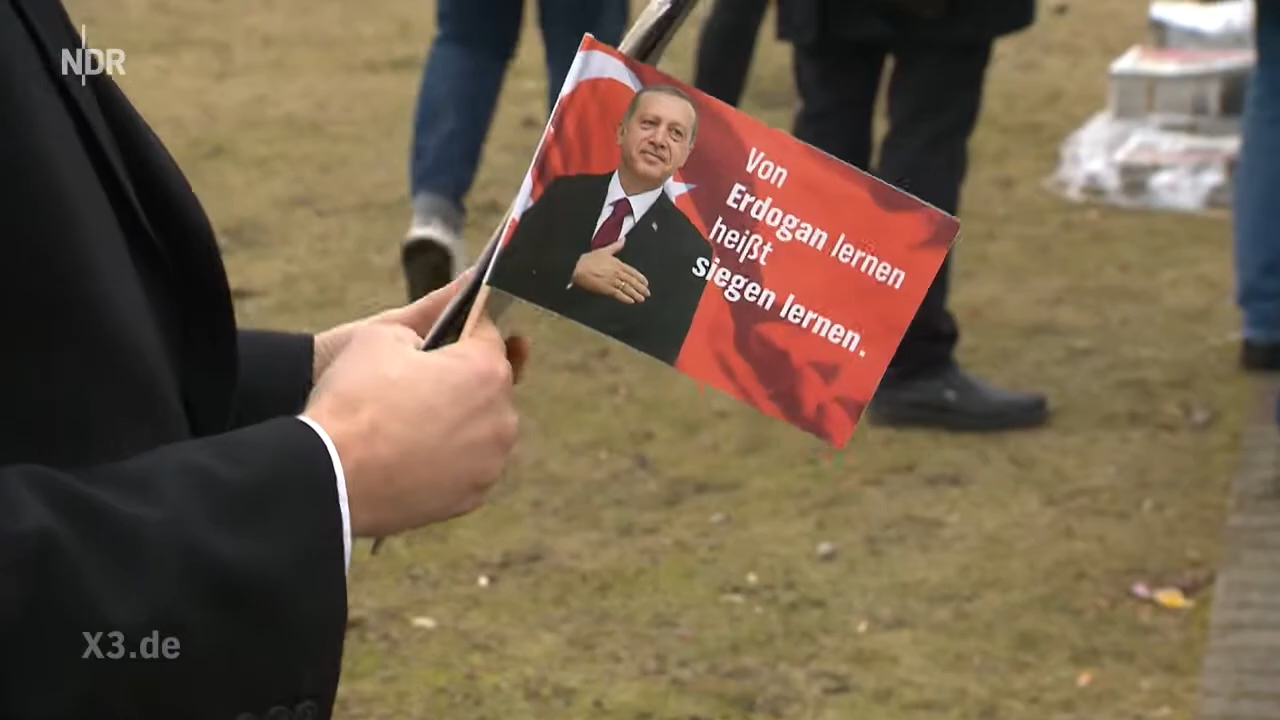 NDR
Von
Erdogan lernen
heißt
siegen lernen.
X3.de